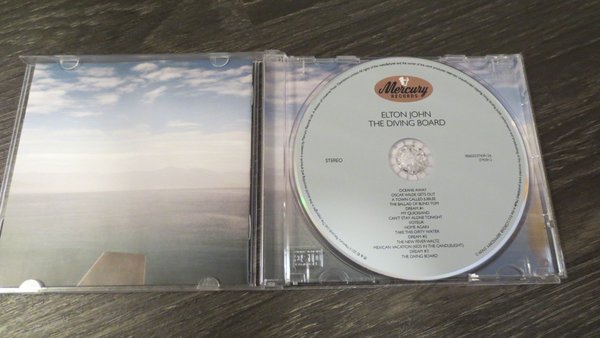 Mercury
RECORDS
ELTON JOHN
THE DIVING BOARD
STEREO
OCEANS AWAY
OSCAR WILDE GETS OUT
A TOWN CALLED JUBILEE
THE BALLAD OF BLIND TOM
DREAM #1
MY QUICKSAND
CAN'T STAY ALONE TONIGHT
VOYEUR
HOME AGAIN
TAKE THIS DIRTY WATER
DREAM #2
THE NEW FEVER WALTZ
MEXICAN VACATION (KIDS IN THE CANDLELIGHT)
DREAM #3
THE DIVING BOARD